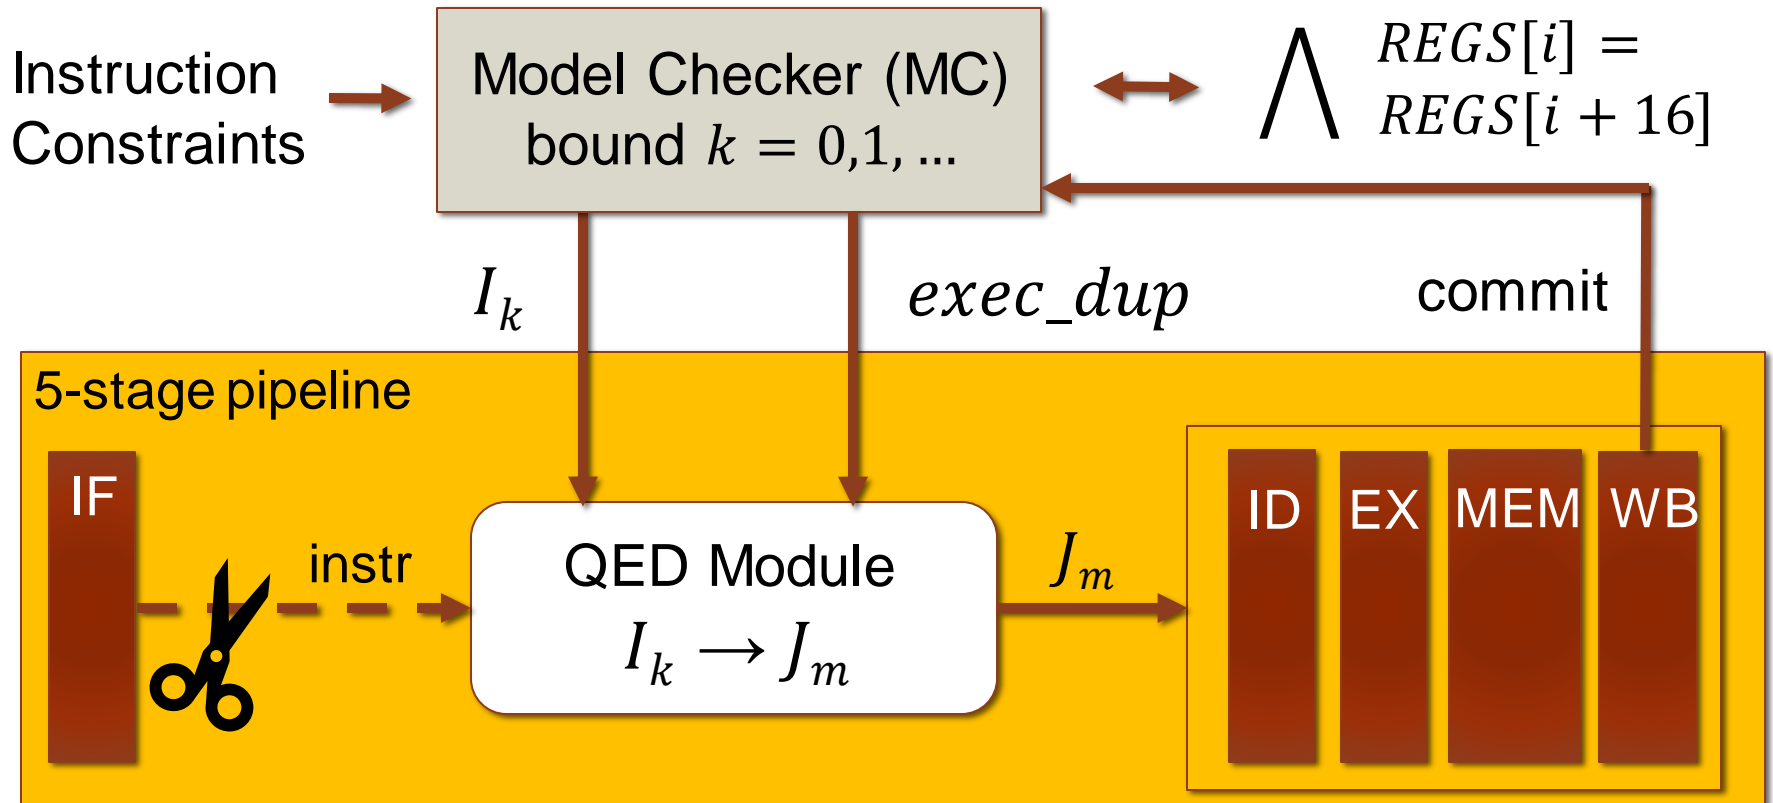 Instruction
Constraints
Model Checker (MC)
bound k = 0,1, ...
⋀
REGS[i] =
REGS[i + 16]
I_k
exec_dup
commit
5-stage pipeline
IF
instr
QED Module
I_k → J_m
J_m
ID
EX
MEM
WB